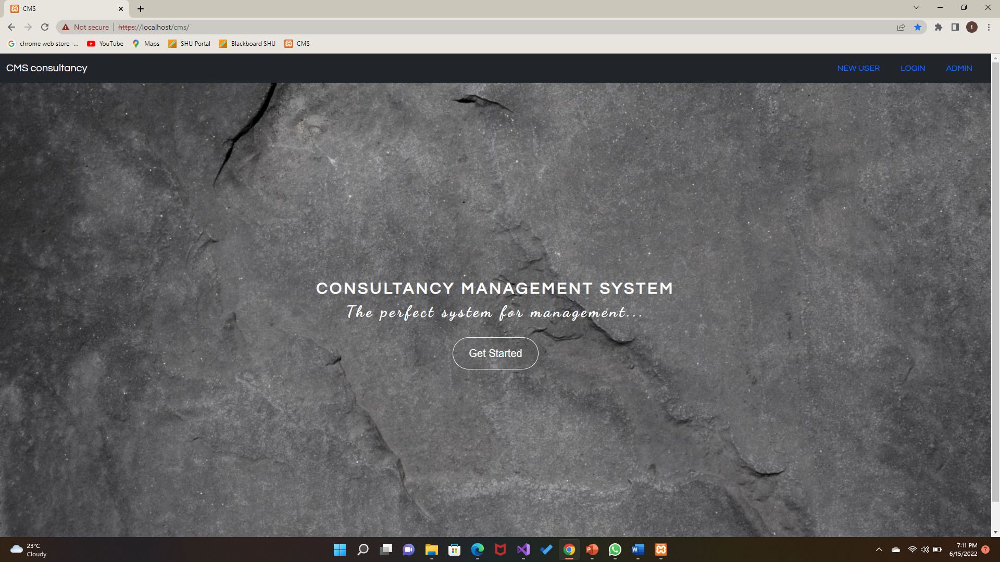 CMS
Not secure
https://localhost/cms/
t
chrome web store -...
YouTube
Maps
SHU Portal
Blackboard SHU
CMS
CMS consultancy
NEW USER
LOGIN
ADMIN
CONSULTANCY MANAGEMENT SYSTEM
The perfect system for management...
Get Started
23°C
Cloudy
7:11 PM
6/15/2022
7